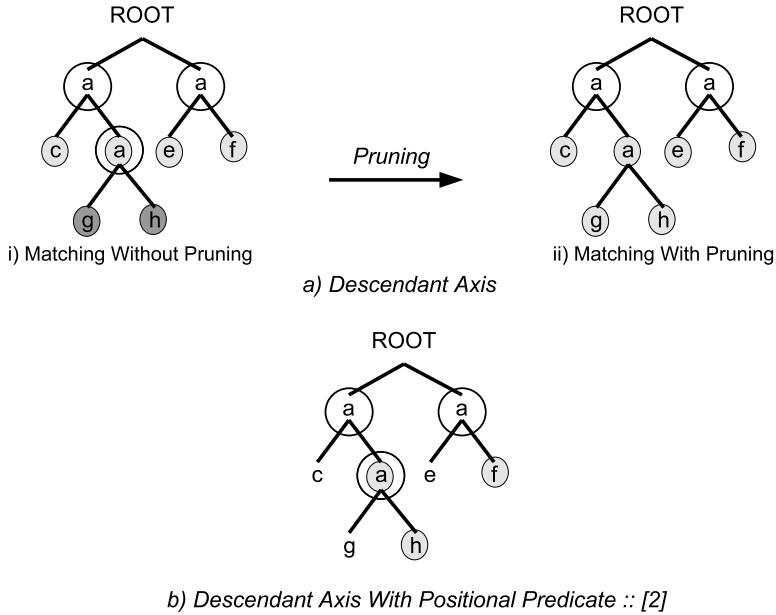 ROOT
ROOT
a a
a a
c a e f
Pruning
c a e f
g h
g h
i) Matching Without Pruning
ii) Matching With Pruning
a) Descendant Axis
ROOT
a a
c a e f
g h
b) Descendant Axis With Positional Predicate :: [2]